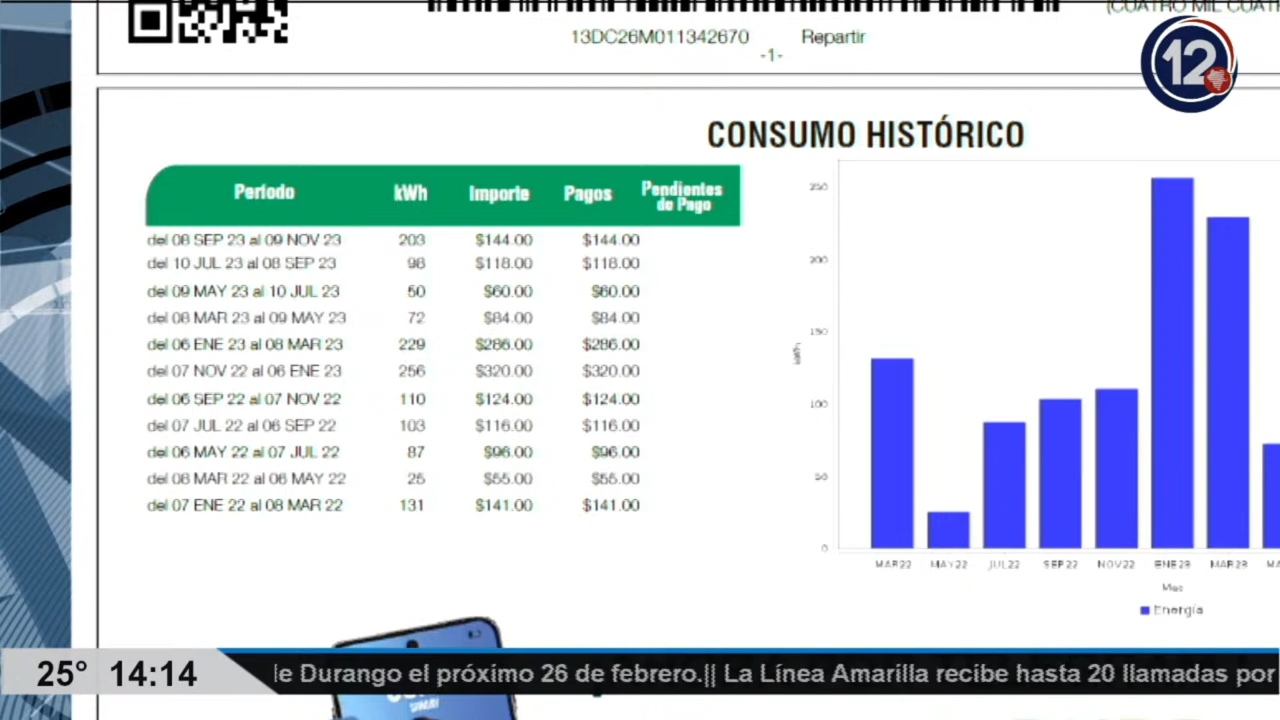 (CUATRO MIL CUAT
13DC26M011342670 Repartir
-1-
12
CONSUMO HISTÓRICO
Período kWh Importe Pagos Pendientes de Pago
del 08 SEP 23 al 09 NOV 23 203 $144.00 $144.00
del 10 JUL 23 al 08 SEP 23 98 $118.00 $118.00
del 09 MAY 23 al 10 JUL 23 50 $60.00 $60.00
del 08 MAR 23 al 09 MAY 23 72 $84.00 $84.00
del 06 ENE 23 al 08 MAR 23 229 $286.00 $286.00
del 07 NOV 22 al 06 ENE 23 256 $320.00 $320.00
del 06 SEP 22 al 07 NOV 22 110 $124.00 $124.00
del 07 JUL 22 al 06 SEP 22 103 $116.00 $116.00
del 06 MAY 22 al 07 JUL 22 87 $96.00 $96.00
del 08 MAR 22 al 06 MAY 22 25 $55.00 $55.00
del 07 ENE 22 al 08 MAR 22 131 $141.00 $141.00
250
200
150
100
50
0
kWh
MAR22 MAY22 JUL22 SEP22 NOV22 ENE23 MAR23 MA
Mes
Energía
25° 14:14 le Durango el próximo 26 de febrero.|| La Línea Amarilla recibe hasta 20 llamadas por